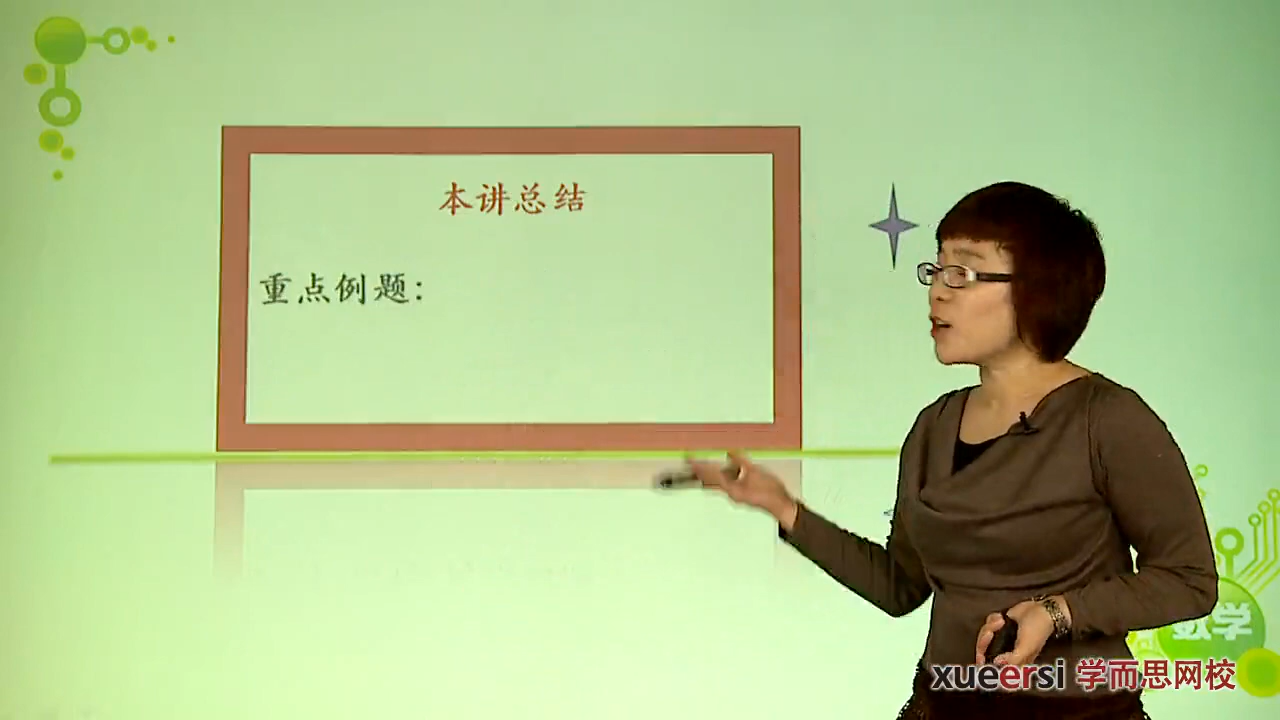 本讲总结
重点例题：
数学
xueersi 学而思网校